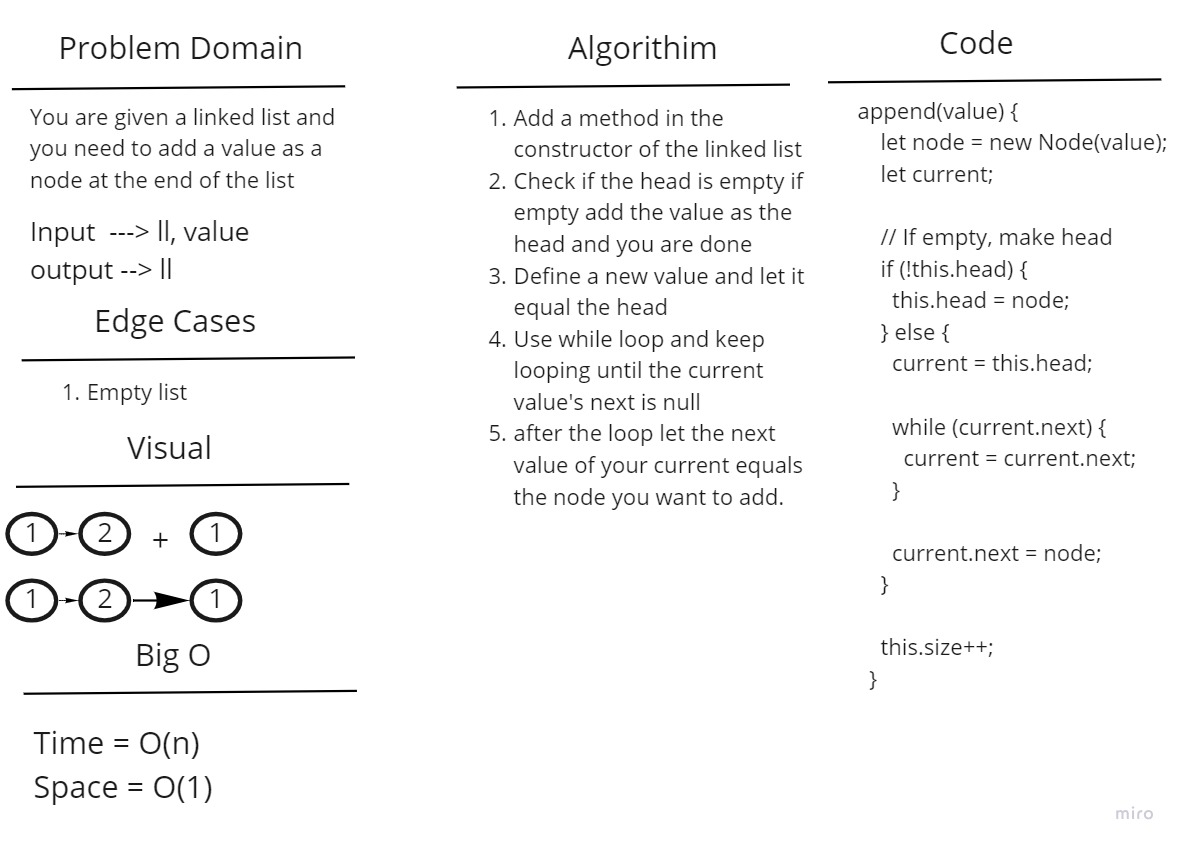 Problem Domain
You are given a linked list and
you need to add a value as a
node at the end of the list
Input ---> ll, value
output --> ll
Edge Cases
1. Empty list
Visual
1 2 + 1
1 2 1
Big O
Time = O(n)
Space = O(1)
Algorithim
1. Add a method in the
constructor of the linked list
2. Check if the head is empty if
empty add the value as the
head and you are done
3. Define a new value and let it
equal the head
4. Use while loop and keep
looping until the current
value's next is null
5. after the loop let the next
value of your current equals
the node you want to add.
Code
append(value) {
let node = new Node(value);
let current;
// If empty, make head
if (!this.head) {
this.head = node;
} else {
current = this.head;
while (current.next) {
current = current.next;
}
current.next = node;
}
this.size++;
}
miro